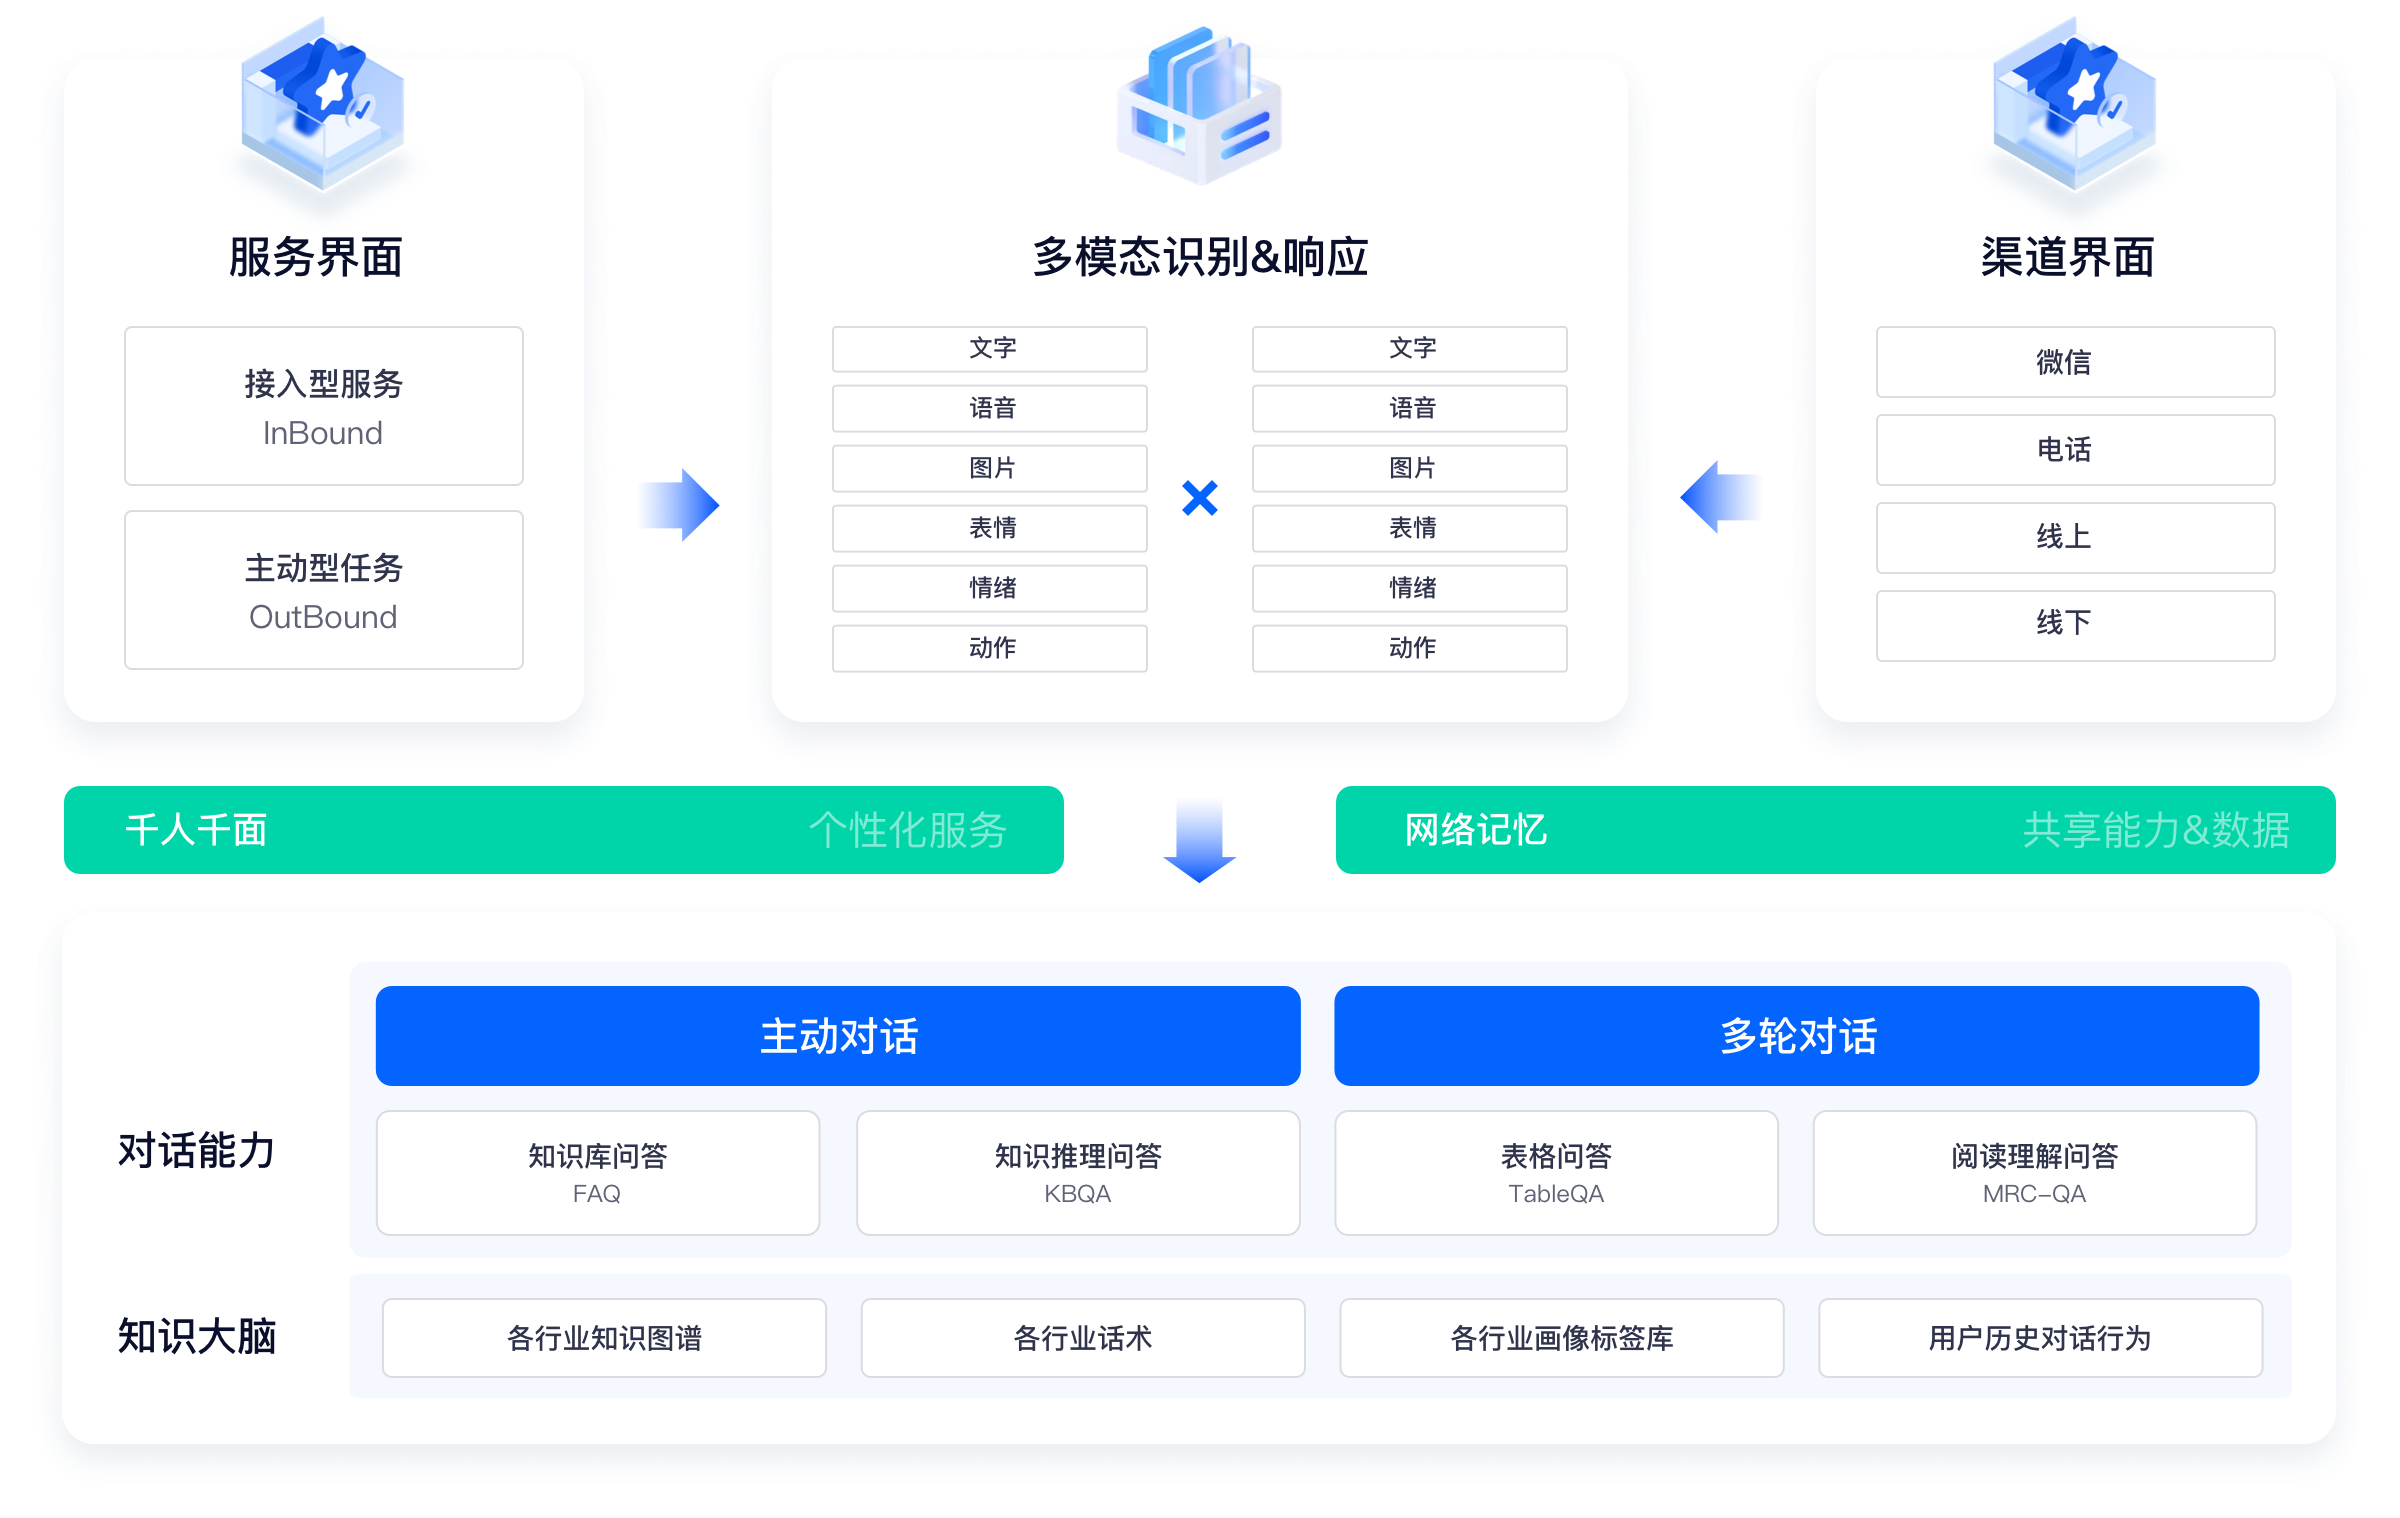 服务界面
接入型服务
InBound
主动型任务
OutBound
多模态识别&响应
文字
语音
图片
表情
情绪
动作
×
文字
语音
图片
表情
情绪
动作
渠道界面
微信
电话
线上
线下
千人千面
个性化服务
网络记忆
共享能力&数据
对话能力
主动对话
多轮对话
知识库问答
FAQ
知识推理问答
KBQA
表格问答
TableQA
阅读理解问答
MRC-QA
知识大脑
各行业知识图谱
各行业话术
各行业画像标签库
用户历史对话行为